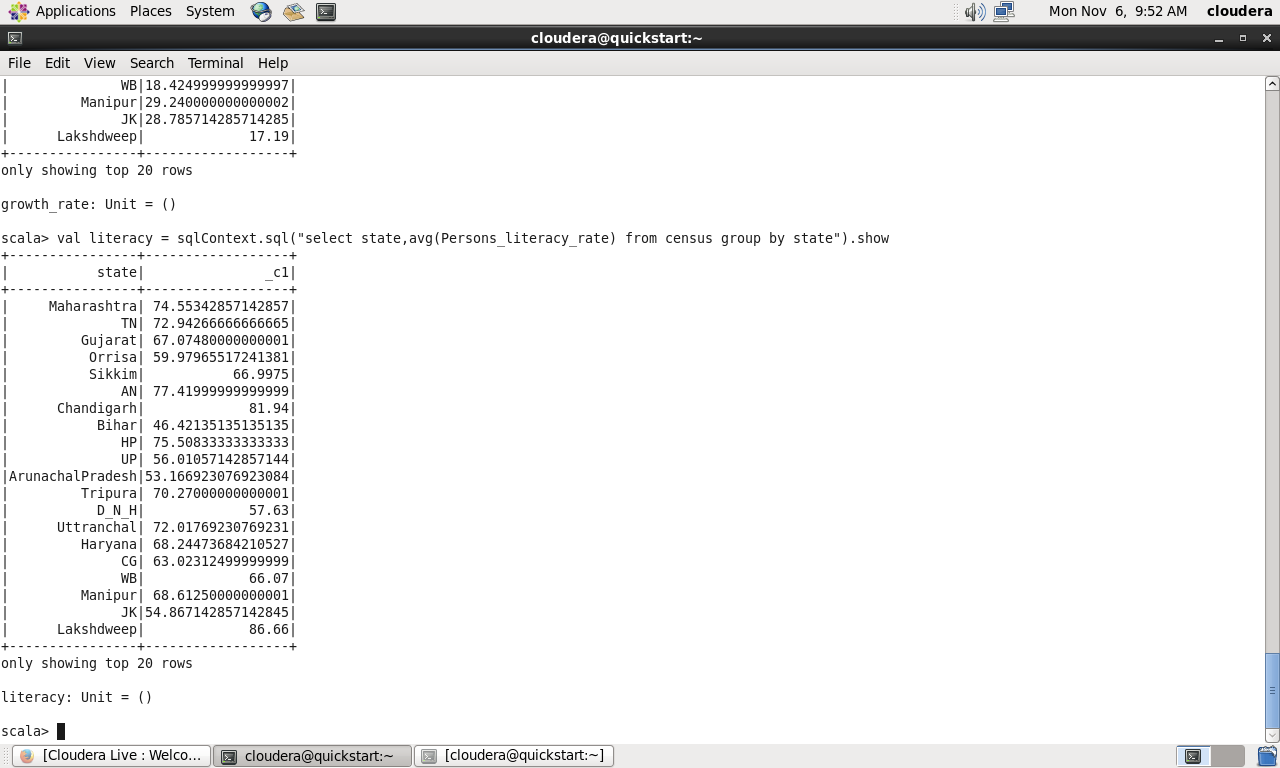 Applications Places System Mon Nov 6, 9:52 AM cloudera
cloudera@quickstart:~
File Edit View Search Terminal Help
|              WB|18.424999999999997|
|         Manipur|29.240000000000002|
|              JK|28.785714285714285|
|      Lakshdweep|             17.19|
+----------------+------------------+
only showing top 20 rows
growth_rate: Unit = ()
scala> val literacy = sqlContext.sql("select state,avg(Persons_literacy_rate) from census group by state").show
+----------------+------------------+
|           state|               _c1|
+----------------+------------------+
|     Maharashtra| 74.55342857142857|
|              TN| 72.94266666666665|
|         Gujarat| 67.07480000000001|
|          Orrisa| 59.97965517241381|
|          Sikkim|           66.9975|
|              AN| 77.41999999999999|
|      Chandigarh|             81.94|
|           Bihar| 46.42135135135135|
|              HP| 75.50833333333333|
|              UP| 56.01057142857144|
|ArunachalPradesh|53.166923076923084|
|         Tripura| 70.27000000000001|
|           D_N_H|             57.63|
|      Uttranchal| 72.01769230769231|
|         Haryana| 68.24473684210527|
|              CG| 63.02312499999999|
|              WB|             66.07|
|         Manipur| 68.61250000000001|
|              JK|54.867142857142845|
|      Lakshdweep|             86.66|
+----------------+------------------+
only showing top 20 rows
literacy: Unit = ()
scala>
[Cloudera Live : Welco... cloudera@quickstart:~ [cloudera@quickstart:~]